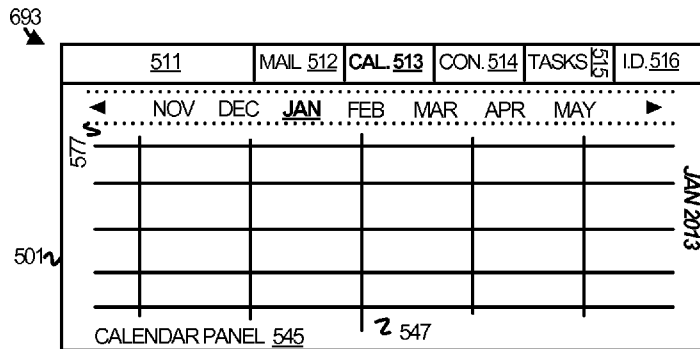 693
511 MAIL 512 CAL. 513 CON. 514 TASKS 515 I.D. 516
NOV DEC JAN FEB MAR APR MAY
577
JAN 2013
501
CALENDAR PANEL 545
547